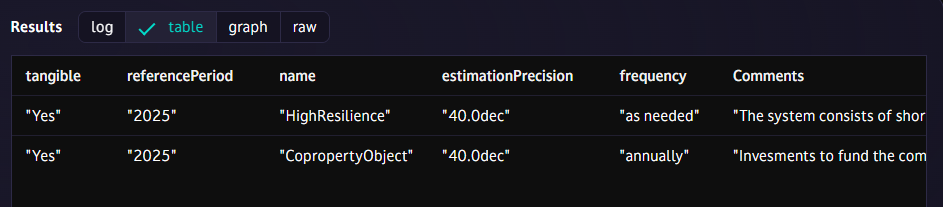 Results log table graph raw
tangible referencePeriod name estimationPrecision frequency Comments
"Yes" "2025" "HighResilience" "40.0dec" "as needed" "The system consists of shor
"Yes" "2025" "CopropertyObject" "40.0dec" "annually" "Invesments to fund the com